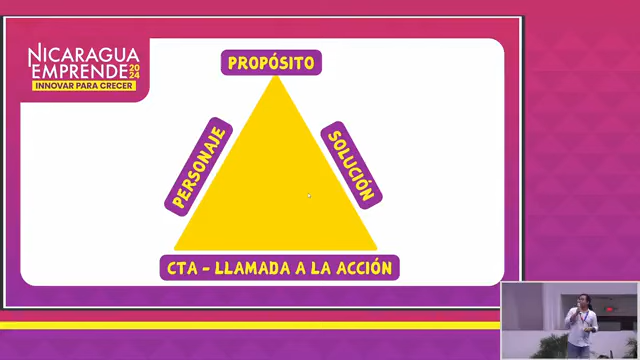 NICARAGUA
EMPRENDE 2024
INNOVAR PARA CRECER
PROPÓSITO
PERSONAJE
SOLUCIÓN
CTA - LLAMADA A LA ACCIÓN